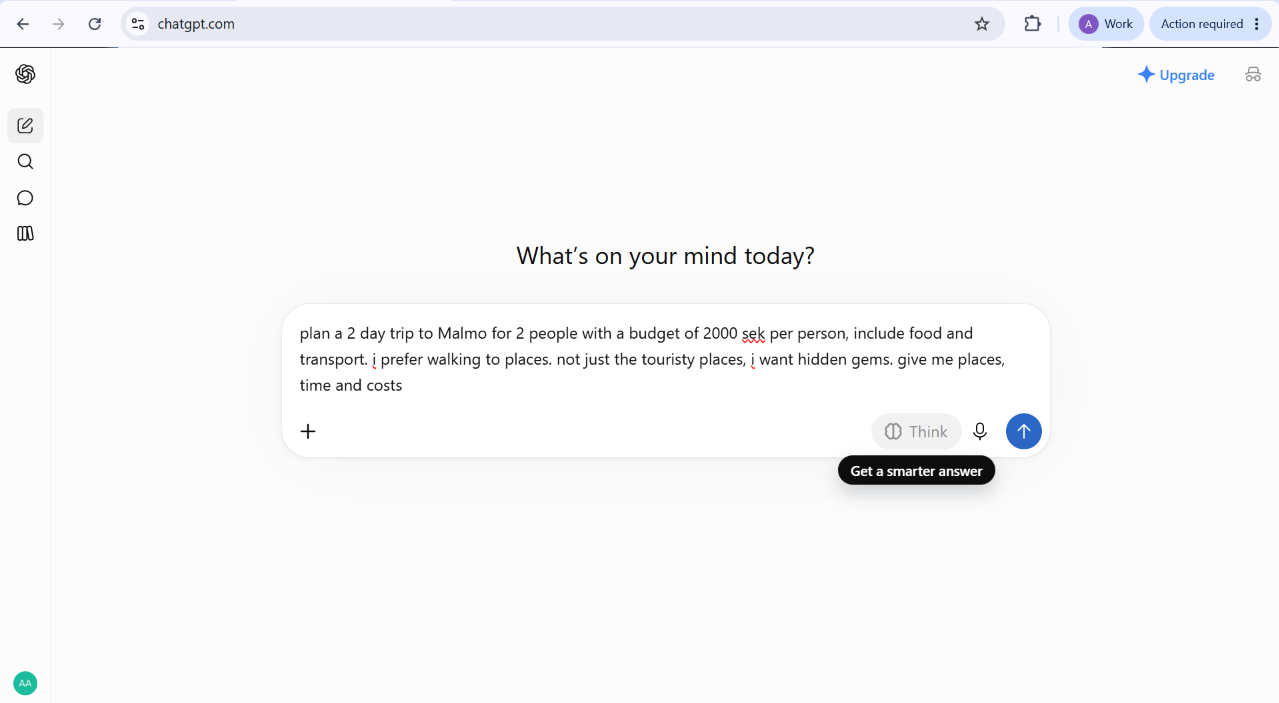 chatgpt.com
A Work
Action required
Upgrade
What's on your mind today?
plan a 2 day trip to Malmo for 2 people with a budget of 2000 sek per person, include food and
transport. i prefer walking to places. not just the touristy places, i want hidden gems. give me places,
time and costs
Think
Get a smarter answer
AA